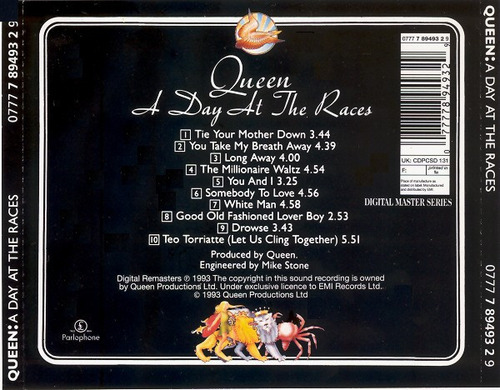 QUEEN: A DAY AT THE RACES 0777 7 89493 2 9
Queen
A Day At The Races
1 Tie Your Mother Down 3.44
2 You Take My Breath Away 4.39
3 Long Away 4.00
4 The Millionaire Waltz 4.53
5 You And I 3.25
6 Somebody To Love 4.56
7 White Man 4.58
8 Good Old Fashioned Lover Boy 2.53
9 Drowse 3.43
10 Teo Torriatte (Let Us Cling Together) 5.51
Produced by Queen.
Engineered by Mike Stone
Digital Remasters ℗ 1993 The copyright in this sound recording is owned
by Queen Productions Ltd. Under exclusive licence to EMI Records Ltd.
© 1993 Queen Productions Ltd
Parlophone
0 77778 94932 9
UK: CDPCSD 131
F:
DIGITAL MASTER SERIES
QUEEN: A DAY AT THE RACES 0777 7 89493 2 9